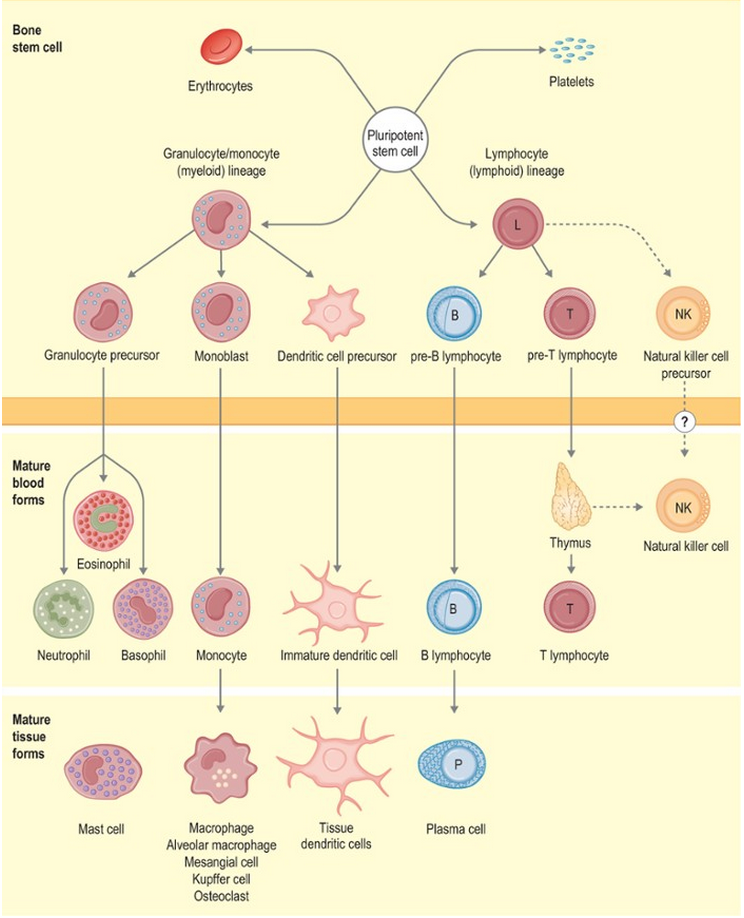 Bone
stem cell
Erythrocytes
Platelets
Pluripotent
stem cell
Granulocyte/monocyte
(myeloid) lineage
Lymphocyte
(lymphoid) lineage
L
B
T
NK
Granulocyte precursor
Monoblast
Dendritic cell precursor
pre-B lymphocyte
pre-T lymphocyte
Natural killer cell
precursor
?
Mature
blood
forms
Eosinophil
Thymus
NK
Natural killer cell
B
T
Neutrophil
Basophil
Monocyte
Immature dendritic cell
B lymphocyte
T lymphocyte
Mature
tissue
forms
P
Mast cell
Macrophage
Alveolar macrophage
Mesangial cell
Kupffer cell
Osteoclast
Tissue
dendritic cells
Plasma cell